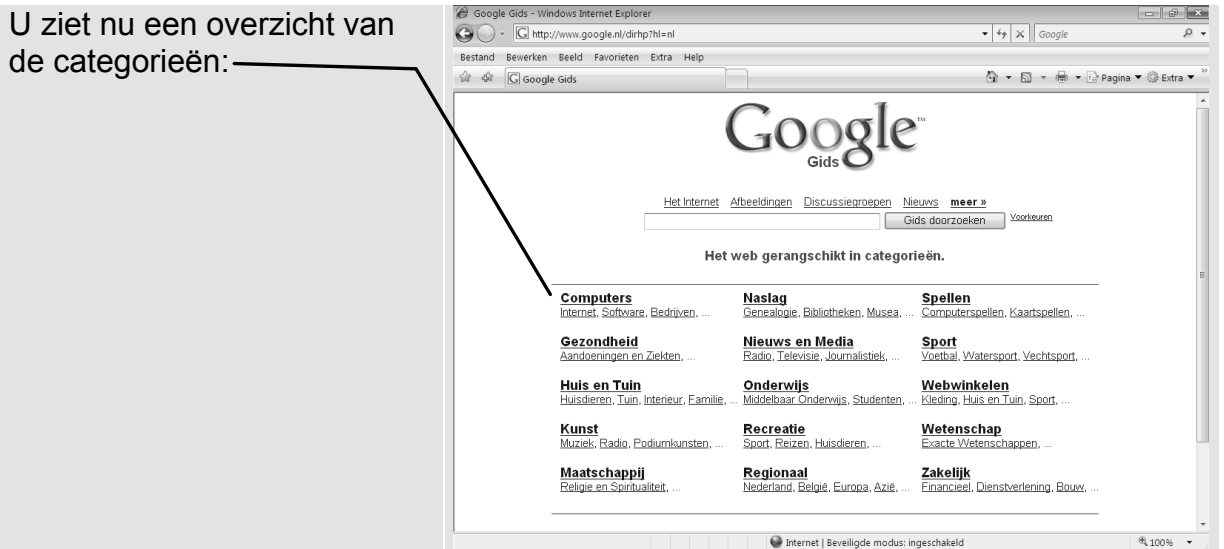 U ziet nu een overzicht van
de categorieën:
Google Gids - Windows Internet Explorer
http://www.google.nl/dirhp?hl=nl
Google
Bestand Bewerken Beeld Favorieten Extra Help
Google Gids
Pagina Extra
Google™
Gids
Het Internet Afbeeldingen Discussiegroepen Nieuws meer »
Gids doorzoeken Voorkeuren
Het web gerangschikt in categorieën.
Computers Naslag Spellen
Internet, Software, Bedrijven, ... Genealogie, Bibliotheken, Musea, ... Computerspellen, Kaartspellen, ...
Gezondheid Nieuws en Media Sport
Aandoeningen en Ziekten, ... Radio, Televisie, Journalistiek, ... Voetbal, Watersport, Vechtsport, ...
Huis en Tuin Onderwijs Webwinkelen
Huisdieren, Tuin, Interieur, Familie, ... Middelbaar Onderwijs, Studenten, ... Kleding, Huis en Tuin, Sport, ...
Kunst Recreatie Wetenschap
Muziek, Radio, Podiumkunsten, ... Sport, Reizen, Huisdieren, ... Exacte Wetenschappen, ...
Maatschappij Regionaal Zakelijk
Religie en Spiritualiteit, ... Nederland, België, Europa, Azië, ... Financieel, Dienstverlening, Bouw, ...
Internet | Beveiligde modus: ingeschakeld 100%